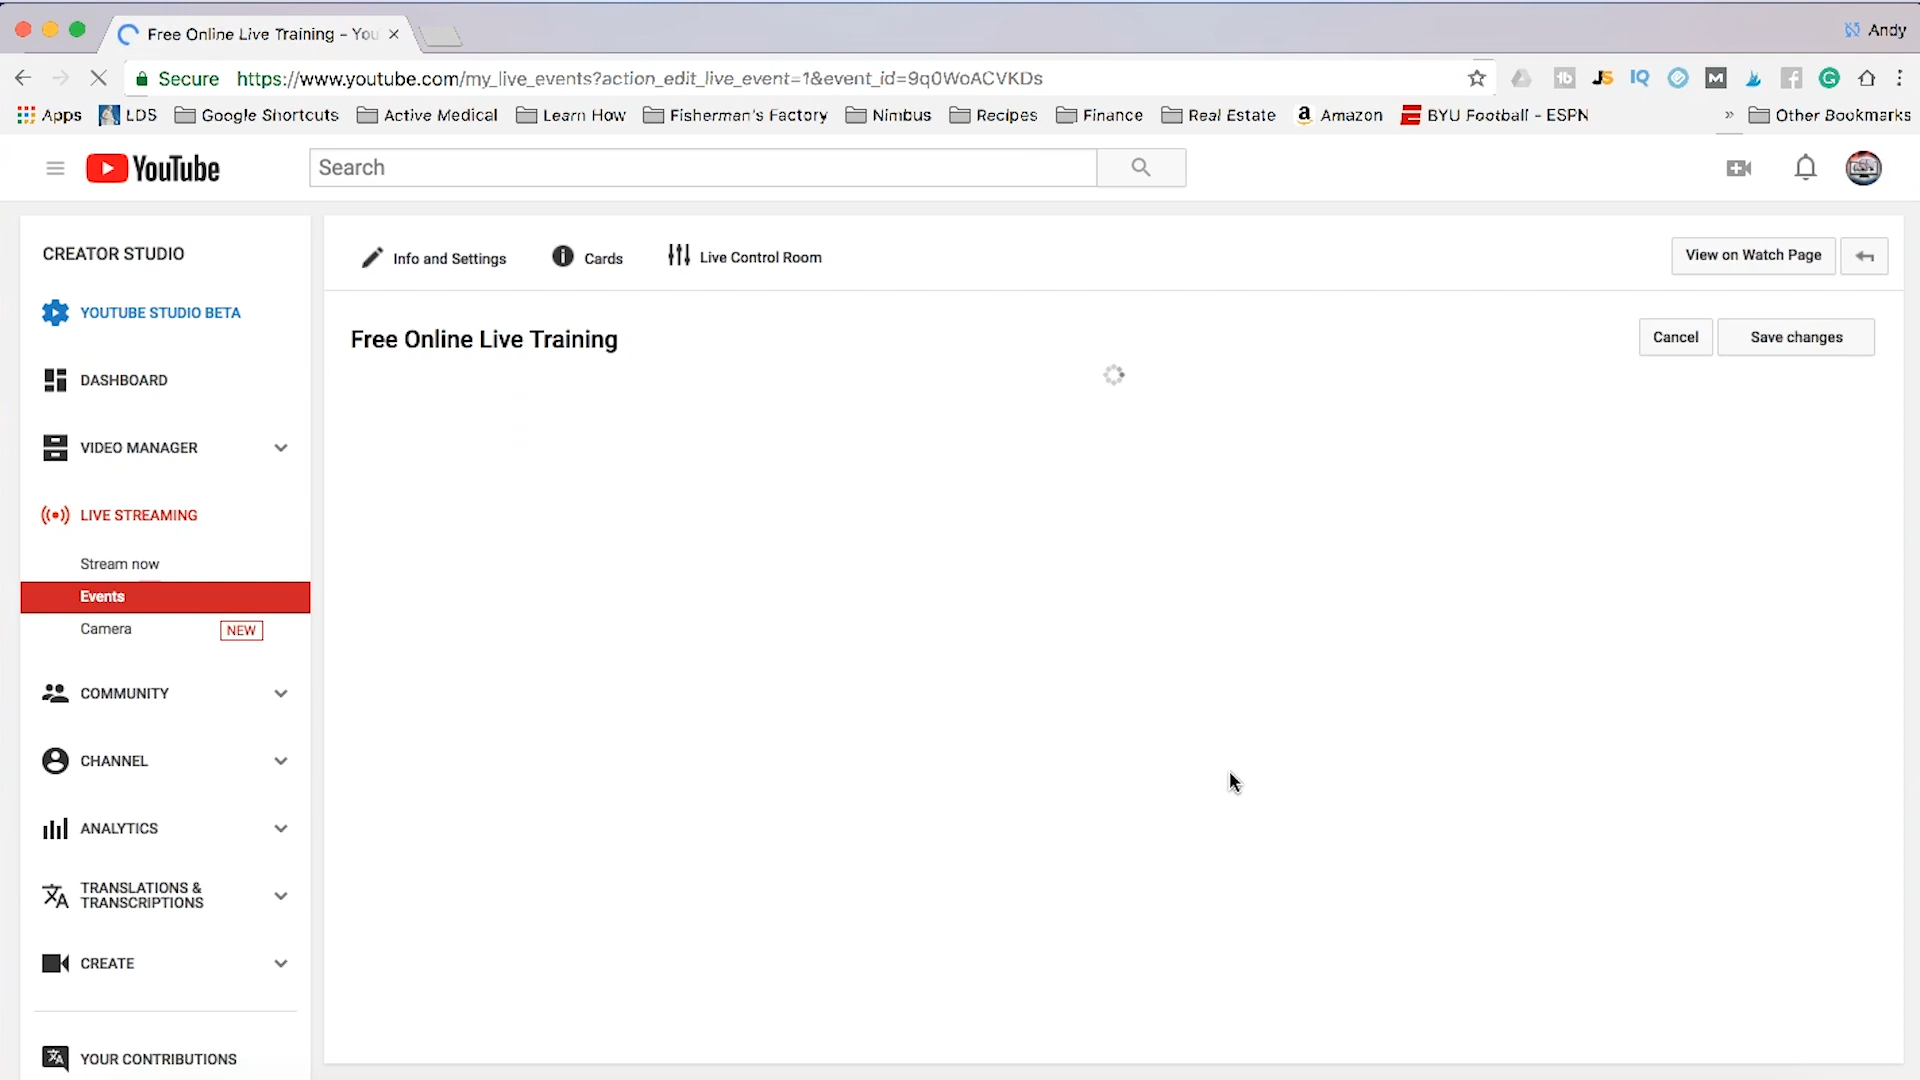 Free Online Live Training – You
Andy
Secure https://www.youtube.com/my_live_events?action_edit_live_event=1&event_id=9q0WoACVKDs
Apps LDS Google Shortcuts Active Medical Learn How Fisherman's Factory Nimbus Recipes Finance Real Estate Amazon BYU Football - ESPN » Other Bookmarks
YouTube
Search
CREATOR STUDIO
YOUTUBE STUDIO BETA
DASHBOARD
VIDEO MANAGER
LIVE STREAMING
Stream now
Events
Camera NEW
COMMUNITY
CHANNEL
ANALYTICS
TRANSLATIONS &
TRANSCRIPTIONS
CREATE
YOUR CONTRIBUTIONS
Info and Settings Cards Live Control Room View on Watch Page
Free Online Live Training Cancel Save changes